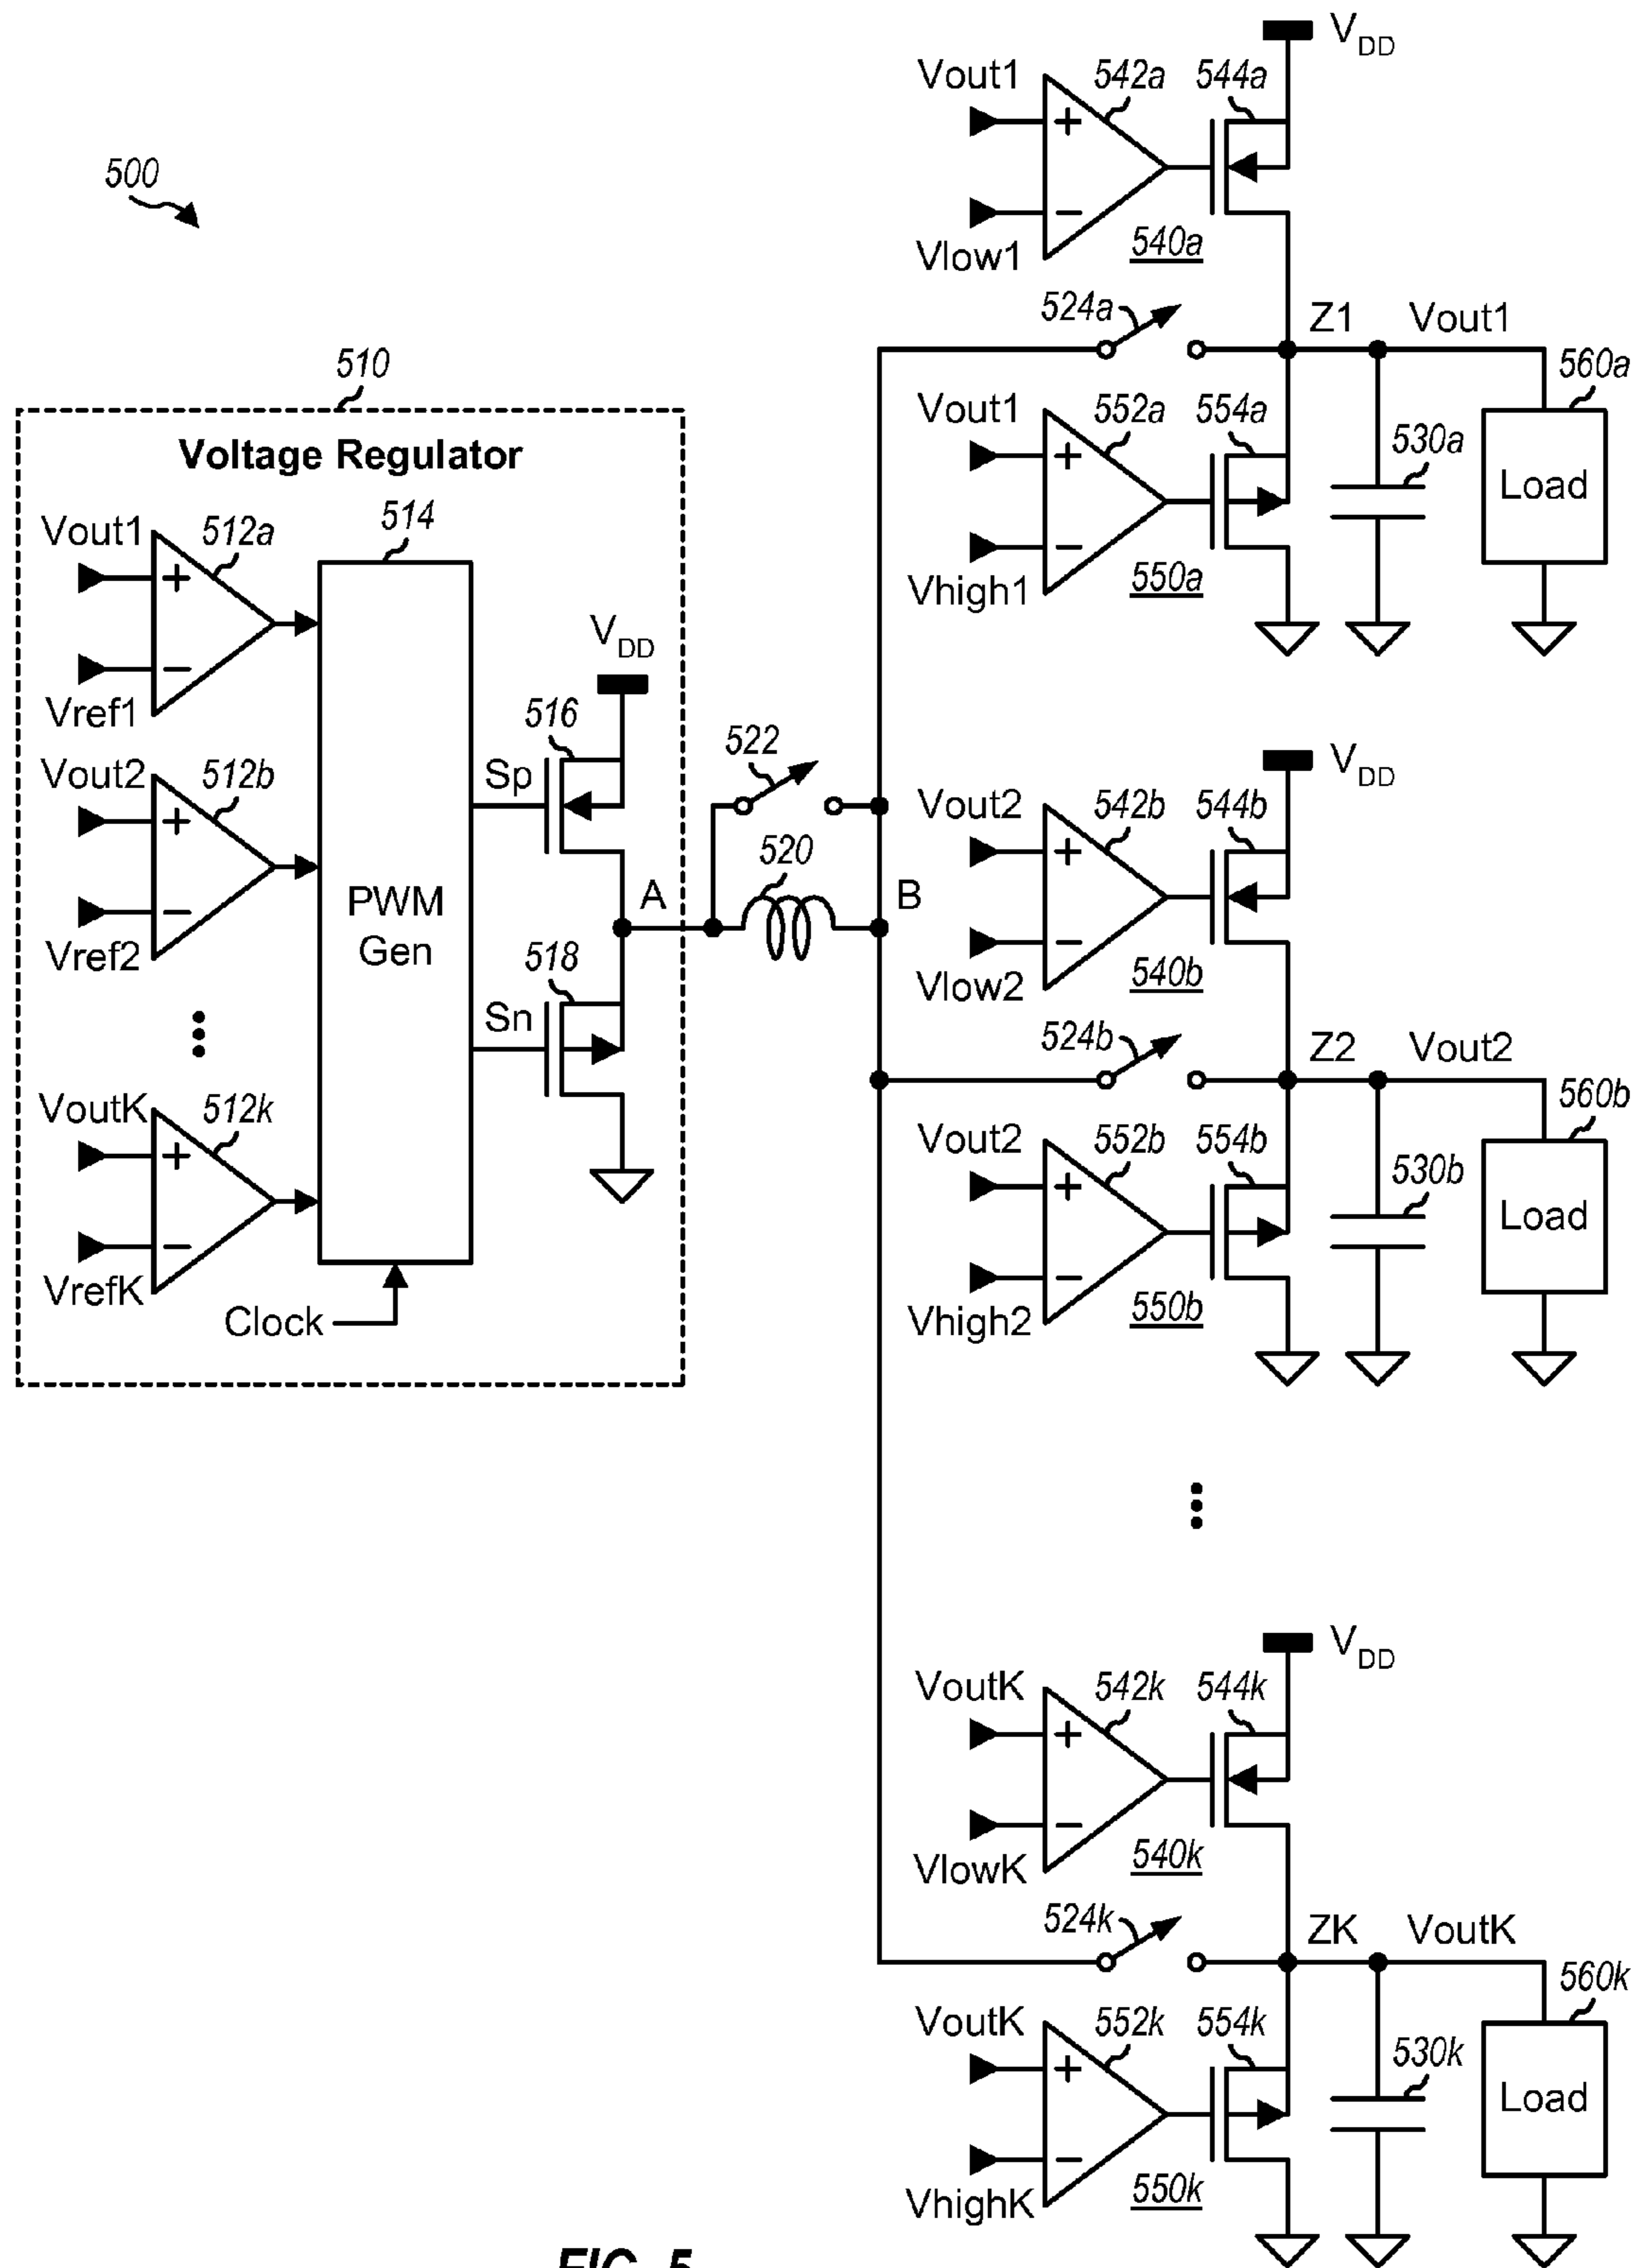 500
510
Voltage Regulator
Vout1
512a
Vref1
Vout2
512b
Vref2
VoutK
512k
VrefK
514
PWM
Gen
Clock
VDD
516
Sp
Sn
518
A
522
520
B
VDD
Vout1
542a
544a
Vlow1
540a
524a
Z1
Vout1
560a
Vout1
552a
554a
530a
Load
Vhigh1
550a
VDD
Vout2
542b
544b
Vlow2
540b
524b
Z2
Vout2
560b
Vout2
552b
554b
530b
Load
Vhigh2
550b
VDD
VoutK
542k
544k
VlowK
540k
524k
ZK
VoutK
560k
VoutK
552k
554k
530k
Load
VhighK
550k
FIG. 5